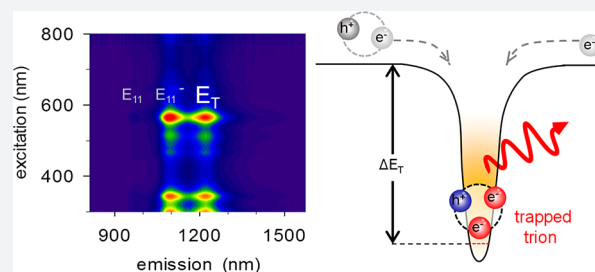 excitation (nm)
800
600
400
E11 E11- ET
900 1200 1500
emission (nm)
h+ e-
e-
ΔET
h+ e-
e-
trapped
trion